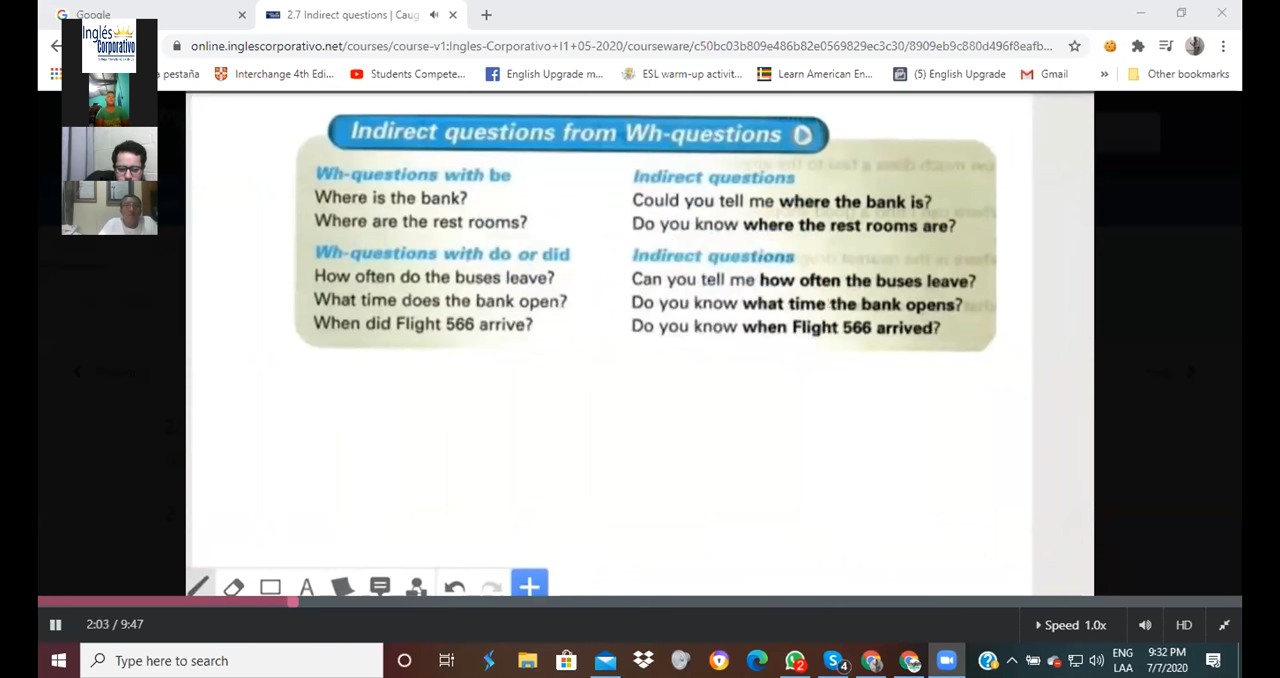 Google
2.7 Indirect questions | Caug
Inglés
Corporativo
online.inglescorporativo.net/courses/course-v1:Ingles-Corporativo+I1+05-2020/courseware/c50bc03b809e486b82e0569829ec3c30/8909eb9c880d496f8eafb...
a pestaña
Interchange 4th Edi...
Students Compete...
English Upgrade m...
ESL warm-up activit...
Learn American En...
(5) English Upgrade
Gmail
»
Other bookmarks
Indirect questions from Wh-questions
Wh-questions with be
Where is the bank?
Where are the rest rooms?
Wh-questions with do or did
How often do the buses leave?
What time does the bank open?
When did Flight 566 arrive?
Indirect questions
Could you tell me where the bank is?
Do you know where the rest rooms are?
Indirect questions
Can you tell me how often the buses leave?
Do you know what time the bank opens?
Do you know when Flight 566 arrived?
A
2:03 / 9:47
Speed 1.0x
HD
Type here to search
2
4
ENG
LAA
9:32 PM
7/7/2020